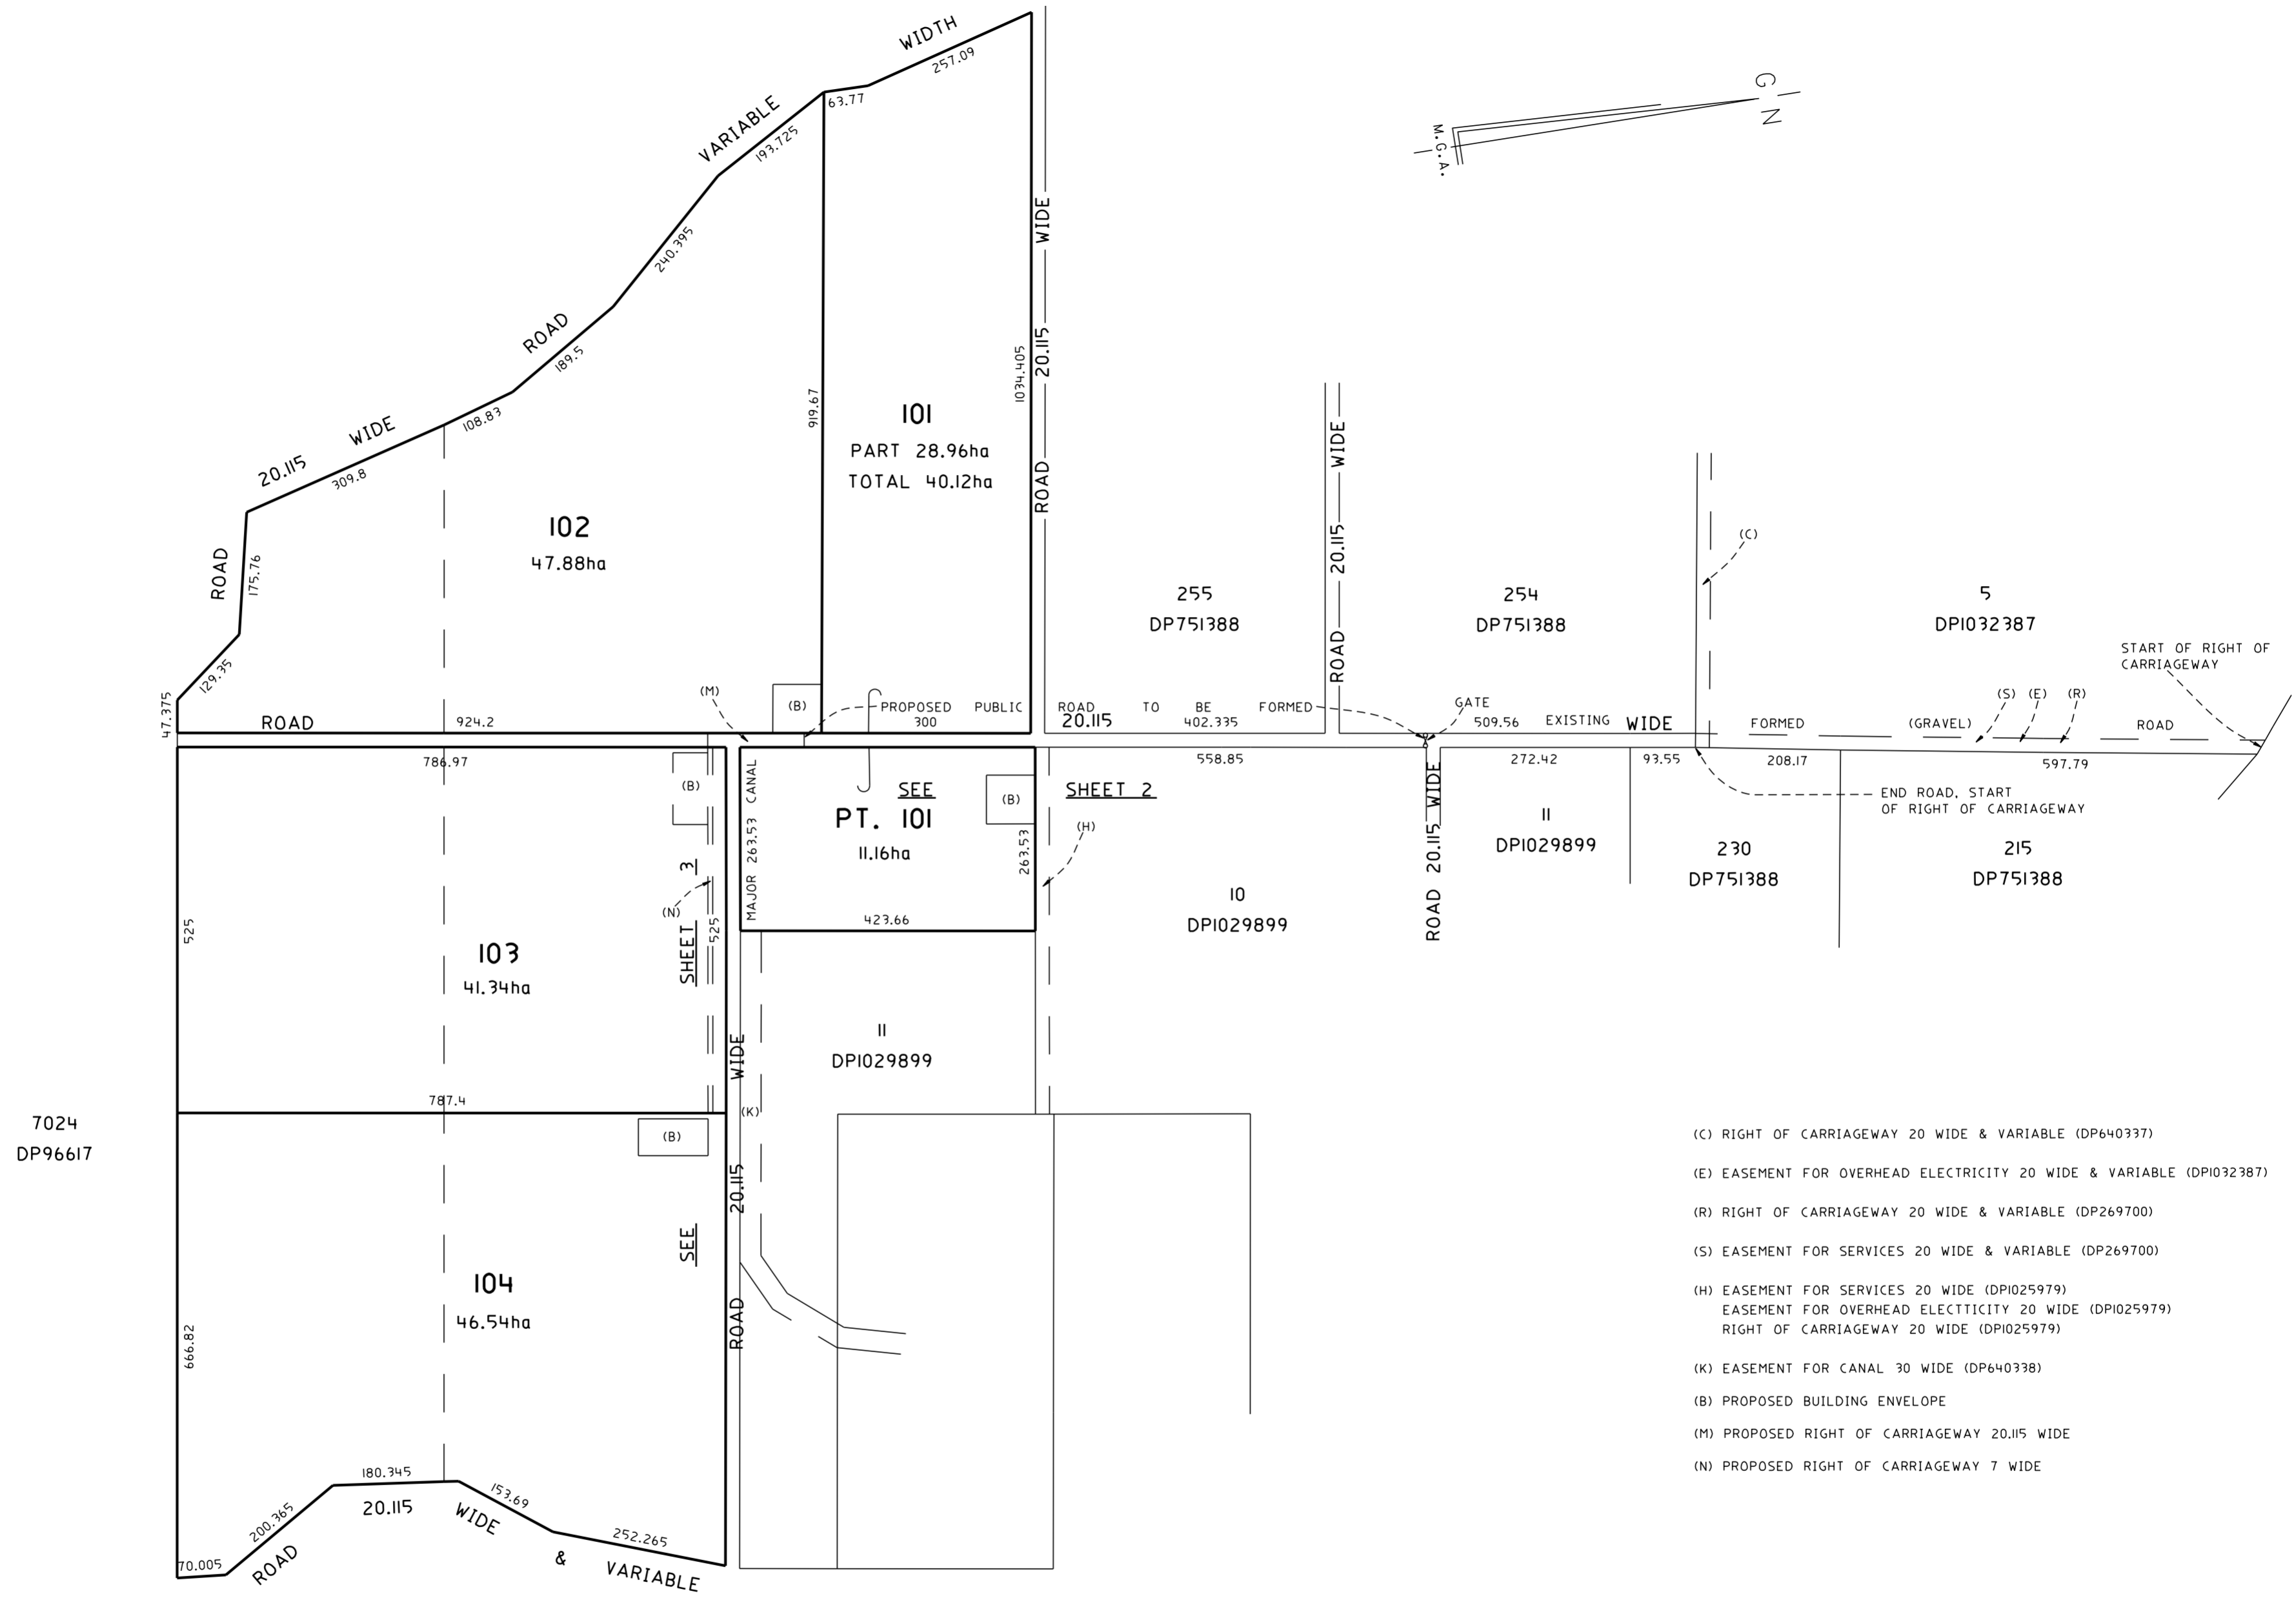 WIDTH
257.09
63.77
VARIABLE
193.725
G N
M.G.A.
240.395
ROAD
189.5
108.83
WIDE
20.115
309.8
ROAD
175.76
129.35
47.375
102
47.88ha
919.67
101
PART 28.96ha
TOTAL 40.12ha
1034.405
ROAD 20.115 WIDE
255
DP751388
ROAD 20.115 WIDE
254
DP751388
(C)
5
DP1032387
START OF RIGHT OF
CARRIAGEWAY
(S) (E) (R)
(M)
(B)
PROPOSED PUBLIC ROAD TO BE FORMED
GATE
ROAD
924.2
300
20.115
402.335
509.56
EXISTING
WIDE
FORMED
(GRAVEL)
ROAD
786.97
558.85
272.42
93.55
208.17
597.79
END ROAD, START
OF RIGHT OF CARRIAGEWAY
(B)
MAJOR 263.53 CANAL
SEE
SHEET 2
(B)
PT. 101
11.16ha
263.53
(H)
423.66
ROAD 20.115 WIDE
11
DP1029899
230
DP751388
215
DP751388
10
DP1029899
525
103
41.34ha
(N)
525
SEE SHEET 3
11
DP1029899
787.4
(K)
ROAD 20.115 WIDE
7024
DP96617
(B)
104
46.54ha
666.82
180.345
153.69
252.265
200.365
70.005
ROAD
20.115
WIDE
&
VARIABLE
(C) RIGHT OF CARRIAGEWAY 20 WIDE & VARIABLE (DP640337)
(E) EASEMENT FOR OVERHEAD ELECTRICITY 20 WIDE & VARIABLE (DP1032387)
(R) RIGHT OF CARRIAGEWAY 20 WIDE & VARIABLE (DP269700)
(S) EASEMENT FOR SERVICES 20 WIDE & VARIABLE (DP269700)
(H) EASEMENT FOR SERVICES 20 WIDE (DP1025979)
EASEMENT FOR OVERHEAD ELECTTICITY 20 WIDE (DP1025979)
RIGHT OF CARRIAGEWAY 20 WIDE (DP1025979)
(K) EASEMENT FOR CANAL 30 WIDE (DP640338)
(B) PROPOSED BUILDING ENVELOPE
(M) PROPOSED RIGHT OF CARRIAGEWAY 20.115 WIDE
(N) PROPOSED RIGHT OF CARRIAGEWAY 7 WIDE